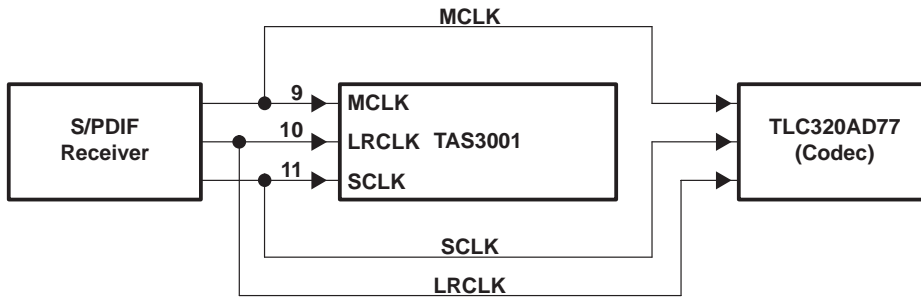 MCLK
S/PDIF
Receiver
9
MCLK
10
LRCLK
TAS3001
11
SCLK
TLC320AD77
(Codec)
SCLK
LRCLK